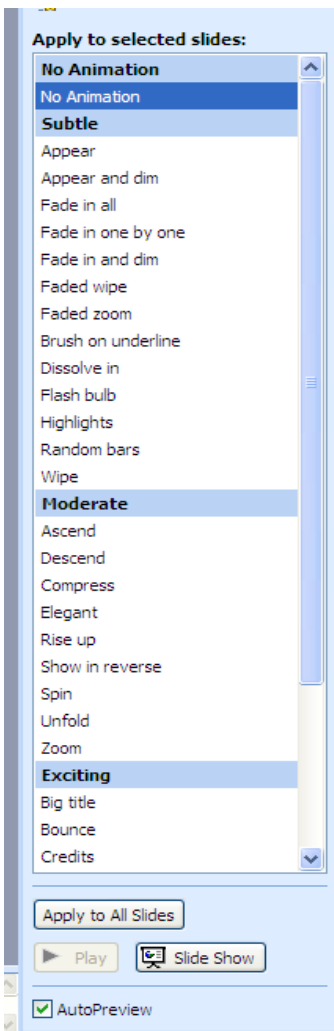 Apply to selected slides:
No Animation
No Animation
Subtle
Appear
Appear and dim
Fade in all
Fade in one by one
Fade in and dim
Faded wipe
Faded zoom
Brush on underline
Dissolve in
Flash bulb
Highlights
Random bars
Wipe
Moderate
Ascend
Descend
Compress
Elegant
Rise up
Show in reverse
Spin
Unfold
Zoom
Exciting
Big title
Bounce
Credits
Apply to All Slides
Play
Slide Show
AutoPreview